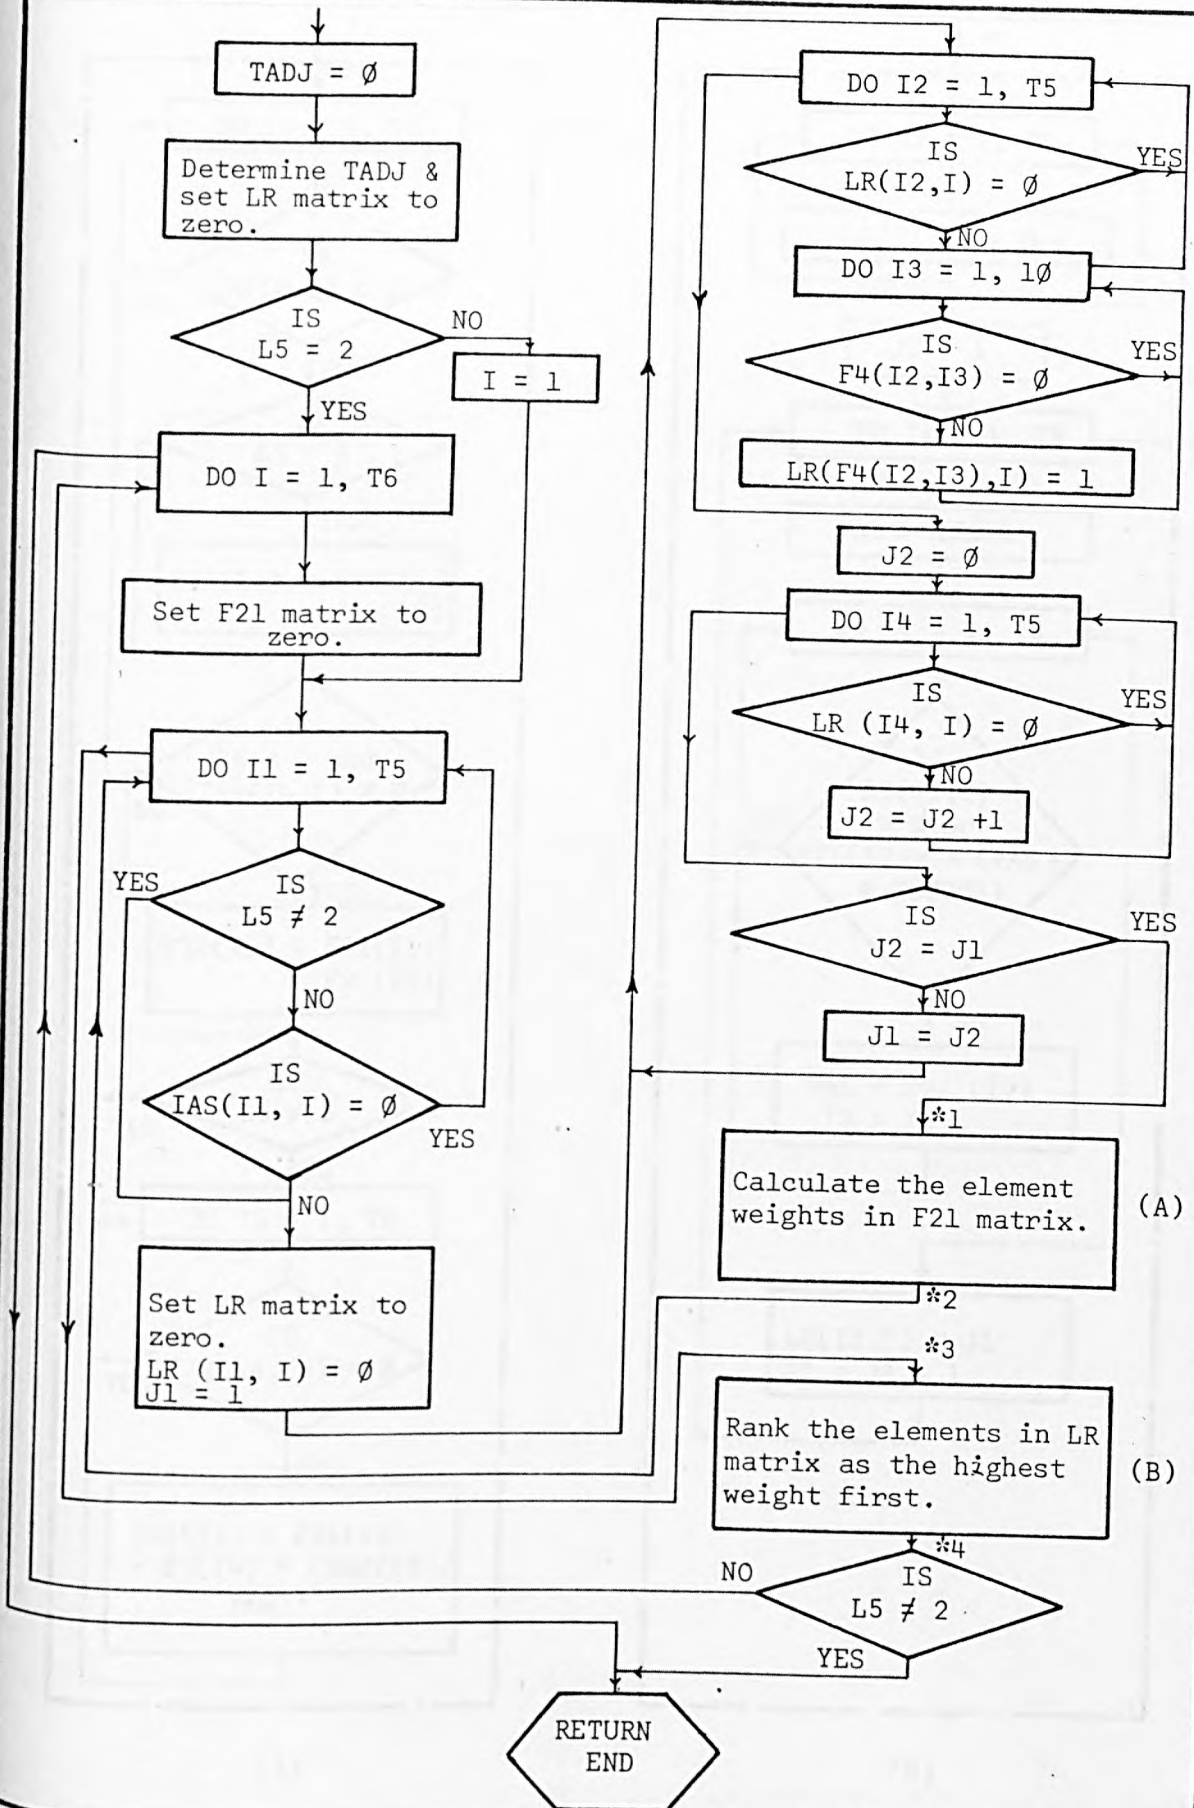 TADJ = Ø
Determine TADJ &
set LR matrix to
zero.
IS
L5 = 2
NO
I = 1
YES
DO I = 1, T6
Set F21 matrix to
zero.
DO I1 = 1, T5
YES
IS
L5 ≠ 2
NO
IS
IAS(I1, I) = Ø
YES
NO
Set LR matrix to
zero.
LR (I1, I) = Ø
J1 = 1
DO I2 = 1, T5
IS
LR(I2,I) = Ø
YES
NO
DO I3 = 1, 1Ø
IS
F4(I2,I3) = Ø
YES
NO
LR(F4(I2,I3),I) = 1
J2 = Ø
DO I4 = 1, T5
IS
LR (I4, I) = Ø
YES
NO
J2 = J2 +1
IS
J2 = J1
YES
NO
J1 = J2
*1
Calculate the element
weights in F21 matrix.
(A)
*2
*3
Rank the elements in LR
matrix as the highest
weight first.
(B)
*4
NO
IS
L5 ≠ 2
YES
RETURN
END